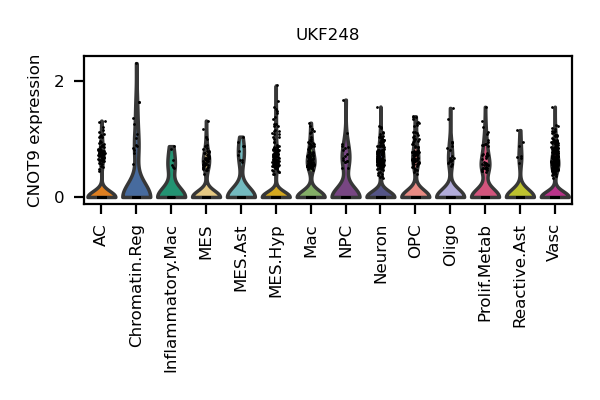 UKF248
CNOT9 expression
2
0
AC
Chromatin.Reg
Inflammatory.Mac
MES
MES.Ast
MES.Hyp
Mac
NPC
Neuron
OPC
Oligo
Prolif.Metab
Reactive.Ast
Vasc